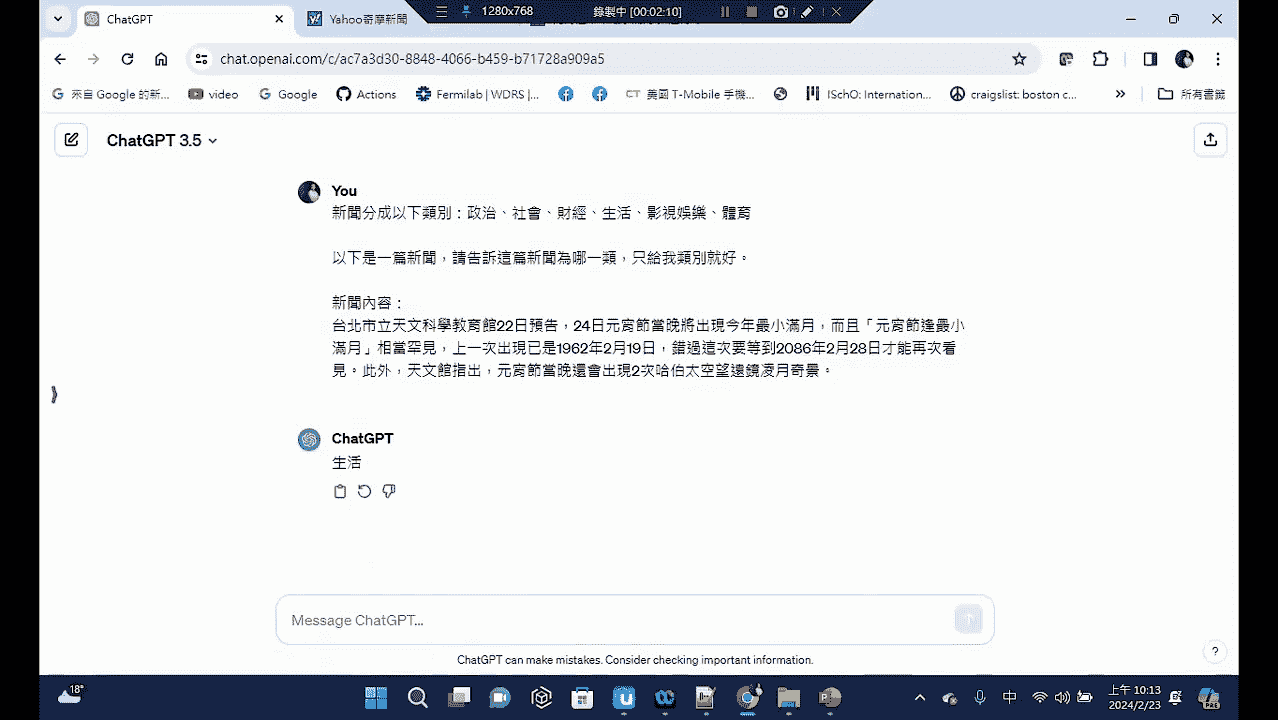 1280x768
錄製中 [00:02:10]
ChatGPT
Yahoo奇摩新聞
chat.openai.com/c/ac7a3d30-8848-4066-b459-b71728a909a5
來自 Google 的新...
video
Google
Actions
Fermilab | WDRS |...
CT 美國 T-Mobile 手機...
ISchO: Internation...
craigslist: boston c...
»
所有書籤
ChatGPT 3.5
You
新聞分成以下類別：政治、社會、財經、生活、影視娛樂、體育
以下是一篇新聞，請告訴這篇新聞為哪一類，只給我類別就好。
新聞內容：
台北市立天文科學教育館22日預告，24日元宵節當晚將出現今年最小滿月，而且「元宵節逢最小
滿月」相當罕見，上一次出現已是1962年2月19日，錯過這次要等到2086年2月28日才能再次看
見。此外，天文館指出，元宵節當晚還會出現2次哈伯太空望遠鏡凌月奇景。
ChatGPT
生活
Message ChatGPT...
ChatGPT can make mistakes. Consider checking important information.
?
18°
中
上午 10:13
2024/2/23
PRE